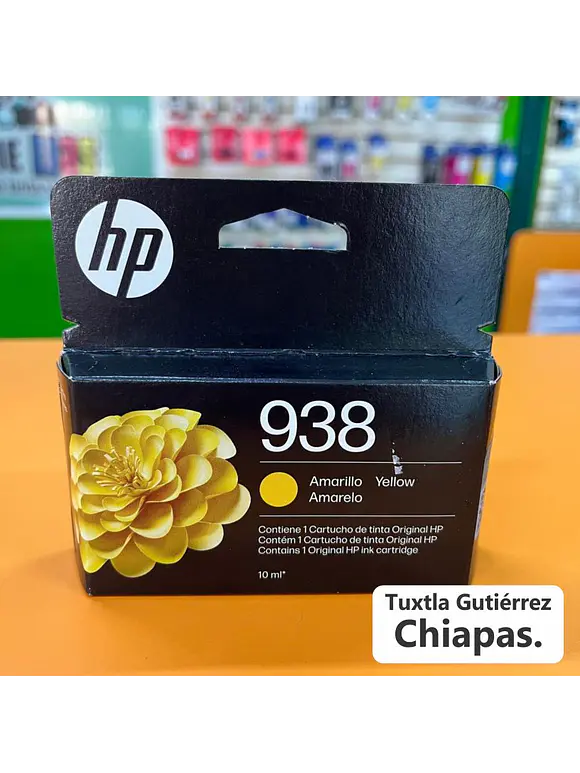 hp
938
Amarillo Yellow
Amarelo
Contiene 1 Cartucho de tinta Original HP
Contém 1 Cartucho de tinta Original HP
Contains 1 Original HP ink cartridge
10 ml*
Tuxtla Gutiérrez
Chiapas.